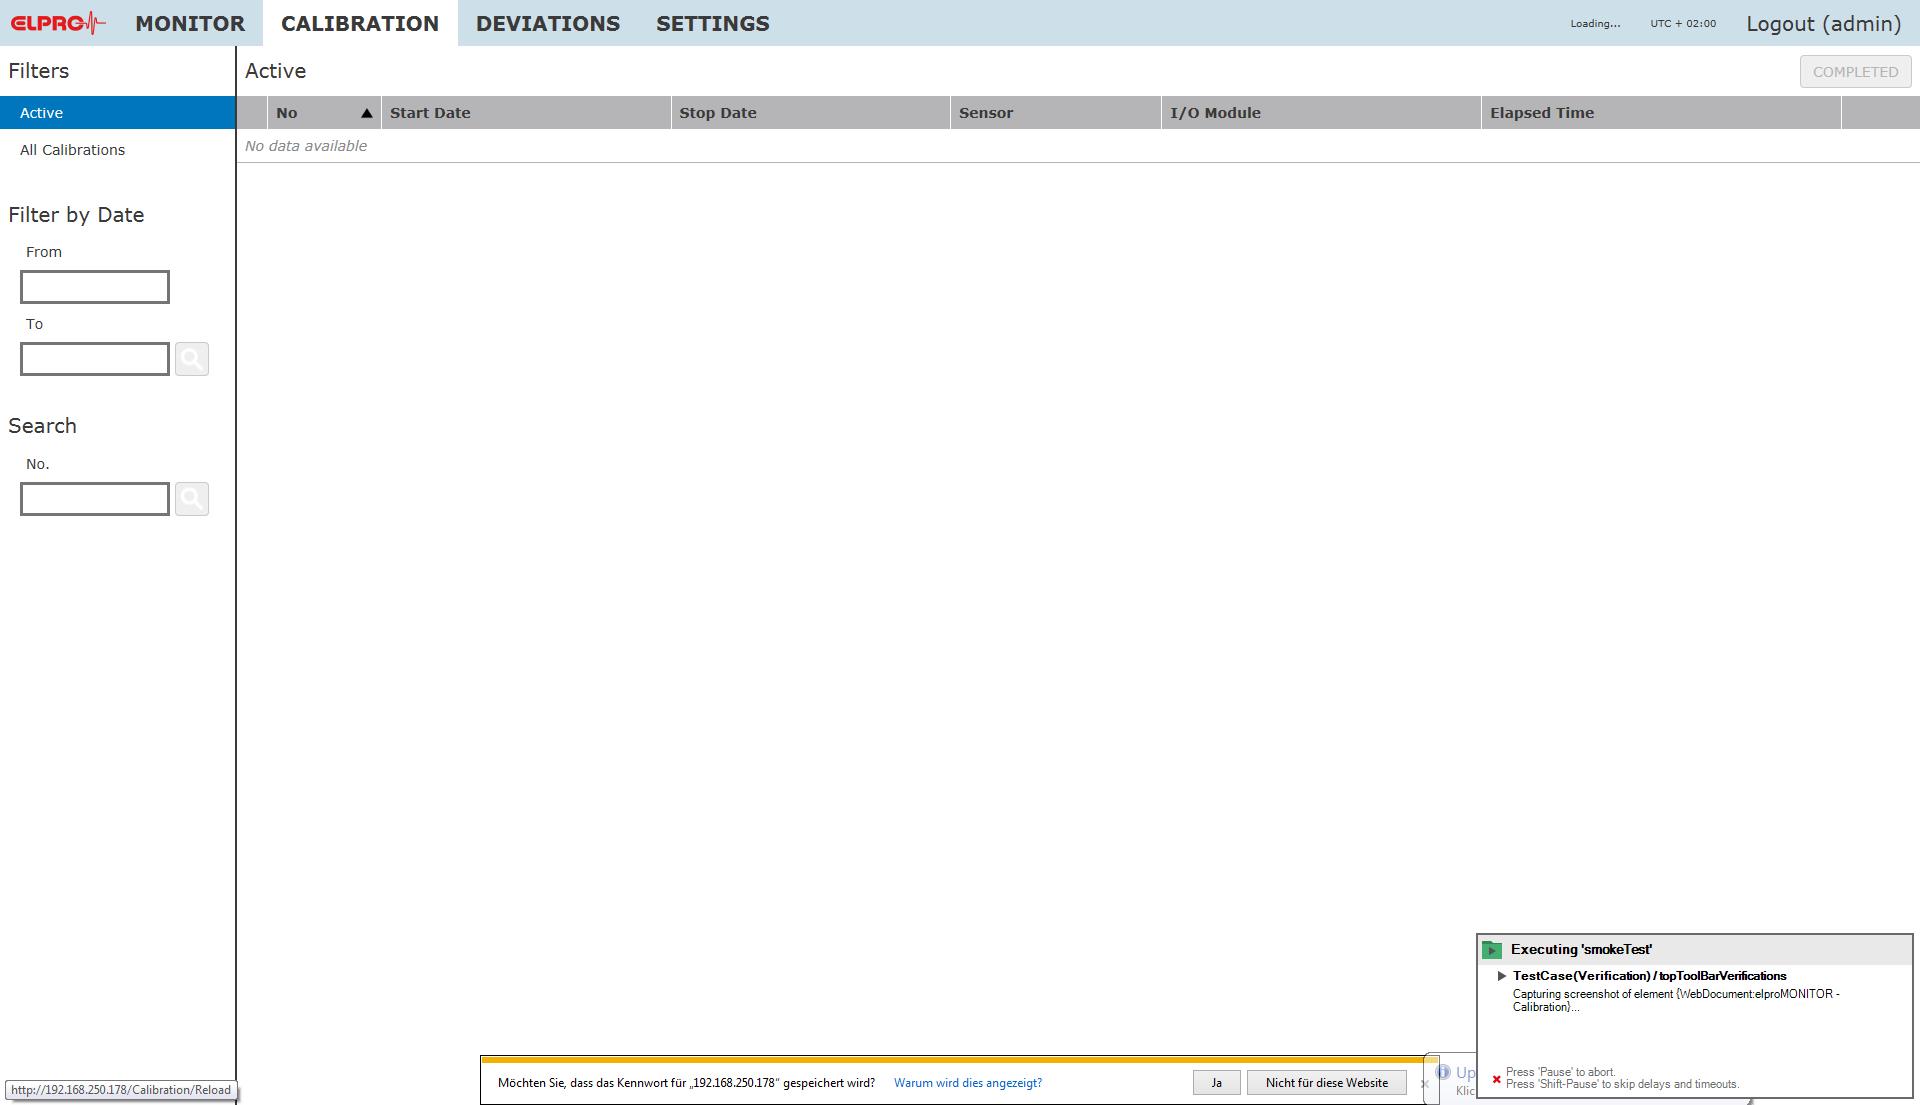 ELPRO MONITOR CALIBRATION DEVIATIONS SETTINGS Loading... UTC + 02:00 Logout (admin)
Filters
Active
All Calibrations
Filter by Date
From
To
Search
No.
Active COMPLETED
No ▲ Start Date Stop Date Sensor I/O Module Elapsed Time
No data available
Executing 'smokeTest'
TestCase(Verification) / topToolBarVerifications
Capturing screenshot of element {WebDocument:elproMONITOR -
Calibration}...
Press 'Pause' to abort.
Press 'Shift-Pause' to skip delays and timeouts.
http://192.168.250.178/Calibration/Reload
Möchten Sie, dass das Kennwort für „192.168.250.178“ gespeichert wird? Warum wird dies angezeigt? Ja Nicht für diese Website
Up
Klic